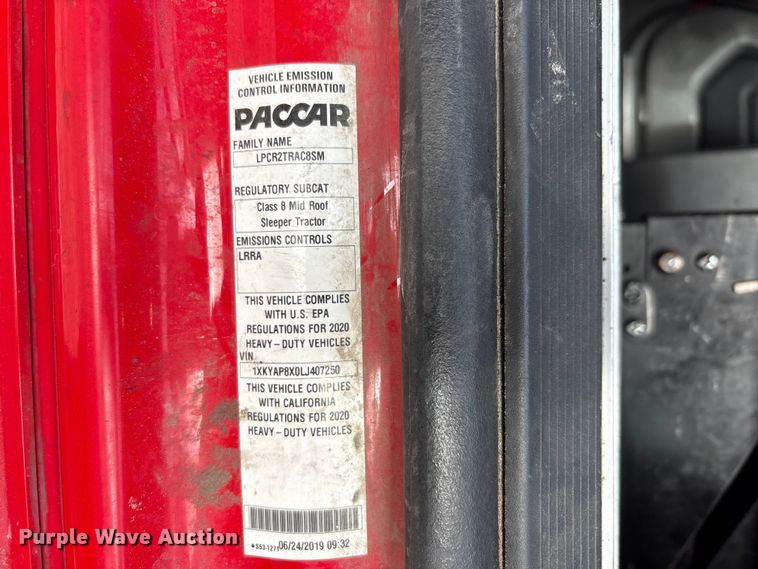 VEHICLE EMISSION
CONTROL INFORMATION
PACCAR
FAMILY NAME
LPCR2TRAC8SM
REGULATORY SUBCAT
Class 8 Mid Roof
Sleeper Tractor
EMISSIONS CONTROLS
LRRA
THIS VEHICLE COMPLIES
WITH U.S. EPA
REGULATIONS FOR 2020
HEAVY-DUTY VEHICLES
VIN
1XKYAP8X0LJ407250
THIS VEHICLE COMPLIES
WITH CALIFORNIA
REGULATIONS FOR 2020
HEAVY-DUTY VEHICLES
06/24/2019 09:32
Purple Wave Auction